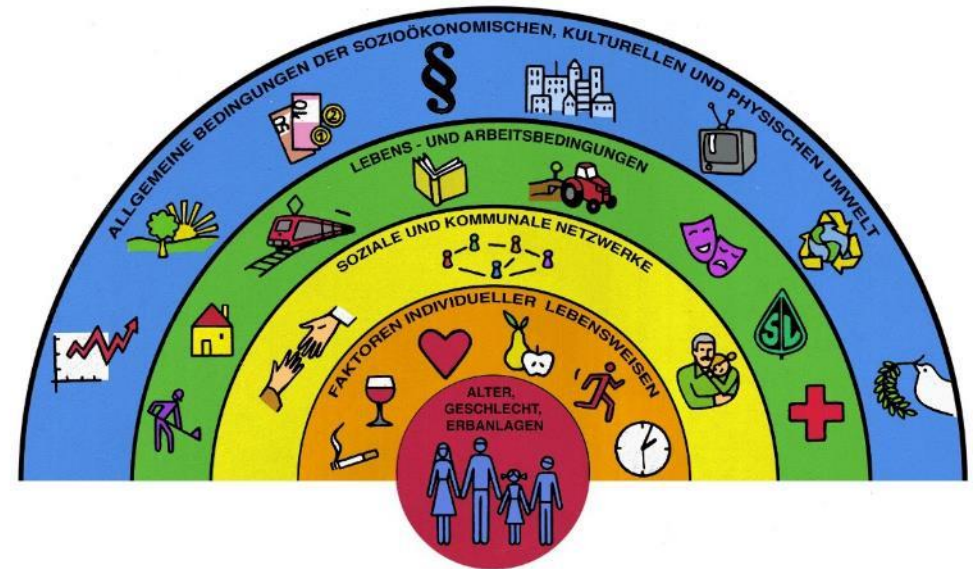 ALLGEMEINE BEDINGUNGEN DER SOZIOÖKONOMISCHEN, KULTURELLEN UND PHYSISCHEN UMWELT
§
LEBENS - UND ARBEITSBEDINGUNGEN
SOZIALE UND KOMMUNALE NETZWERKE
FAKTOREN INDIVIDUELLER LEBENSWEISEN
ALTER,
GESCHLECHT,
ERBANLAGEN